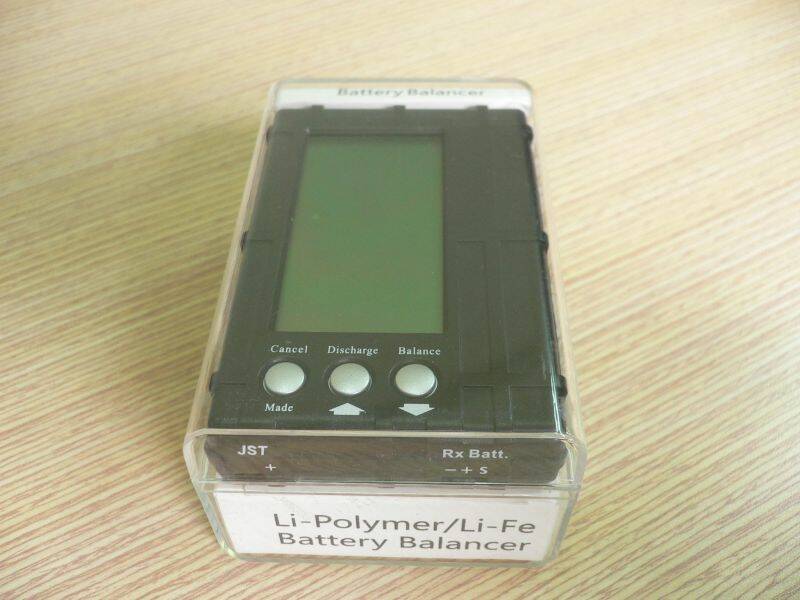 Battery Balancer
Cancel Discharge Balance
Made
JST Rx Batt.
+ − + S
Li-Polymer/Li-Fe
Battery Balancer